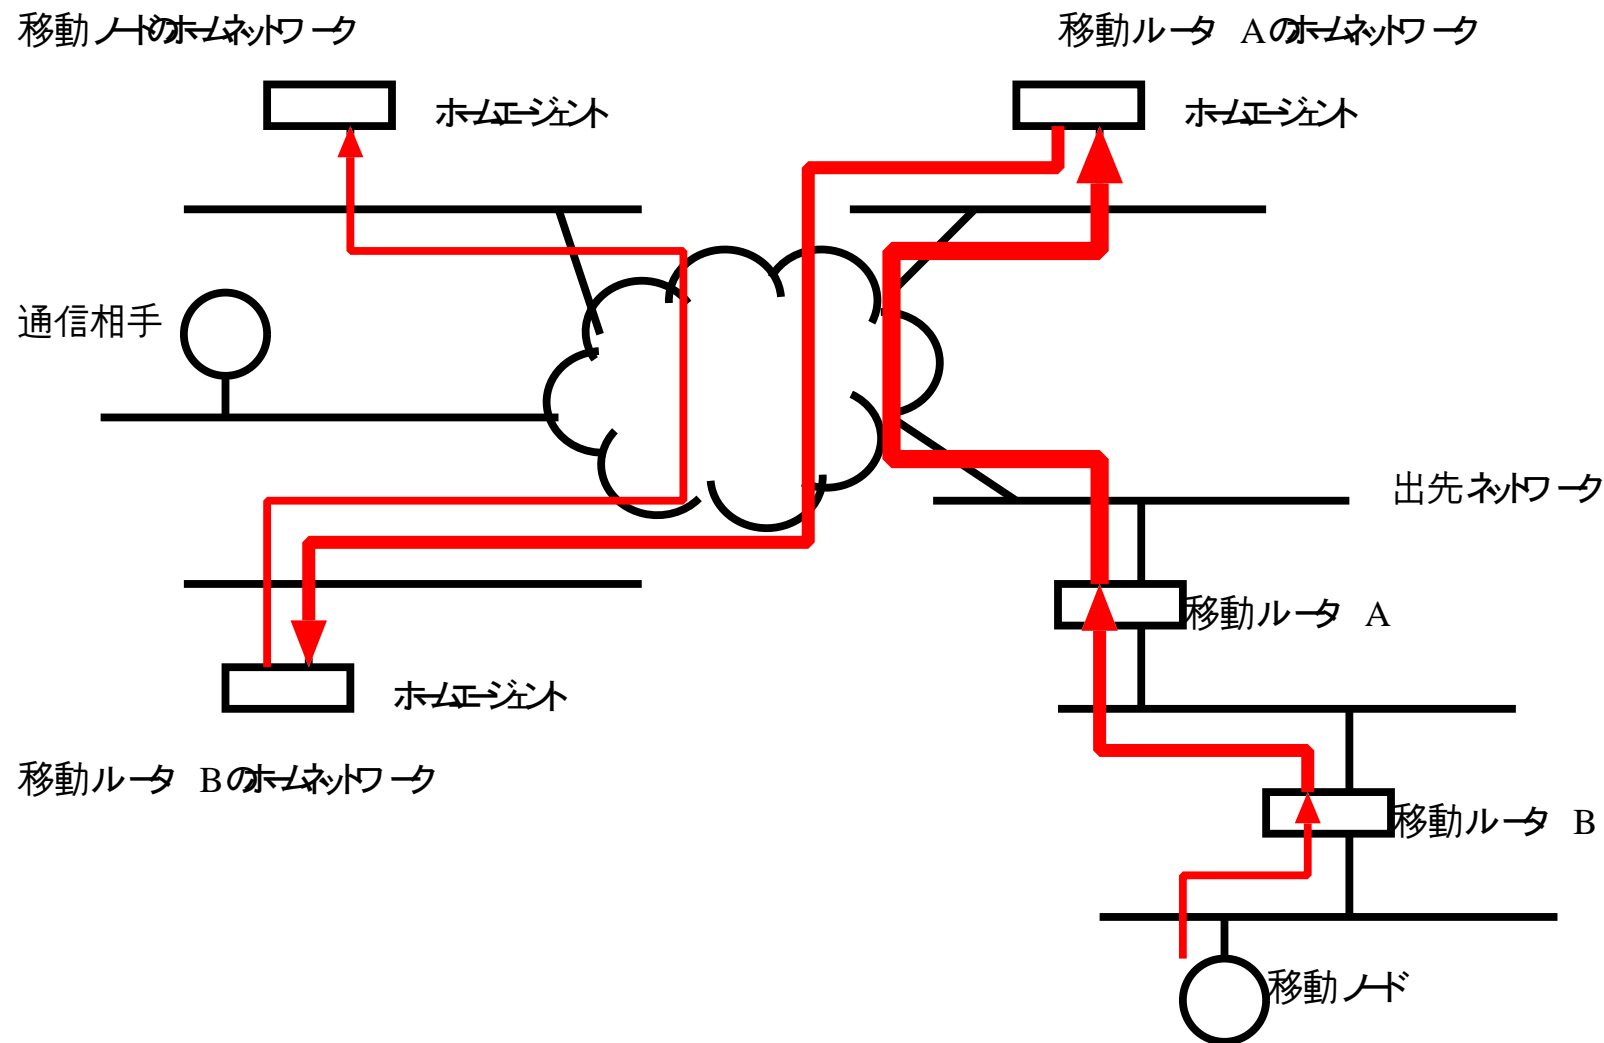 移動ノードのホームネットワーク
移動ルータ Aのホームネットワーク
ホームエージェント
ホームエージェント
通信相手
出先ネットワーク
移動ルータ A
ホームエージェント
移動ルータ Bのホームネットワーク
移動ルータ B
移動ノード